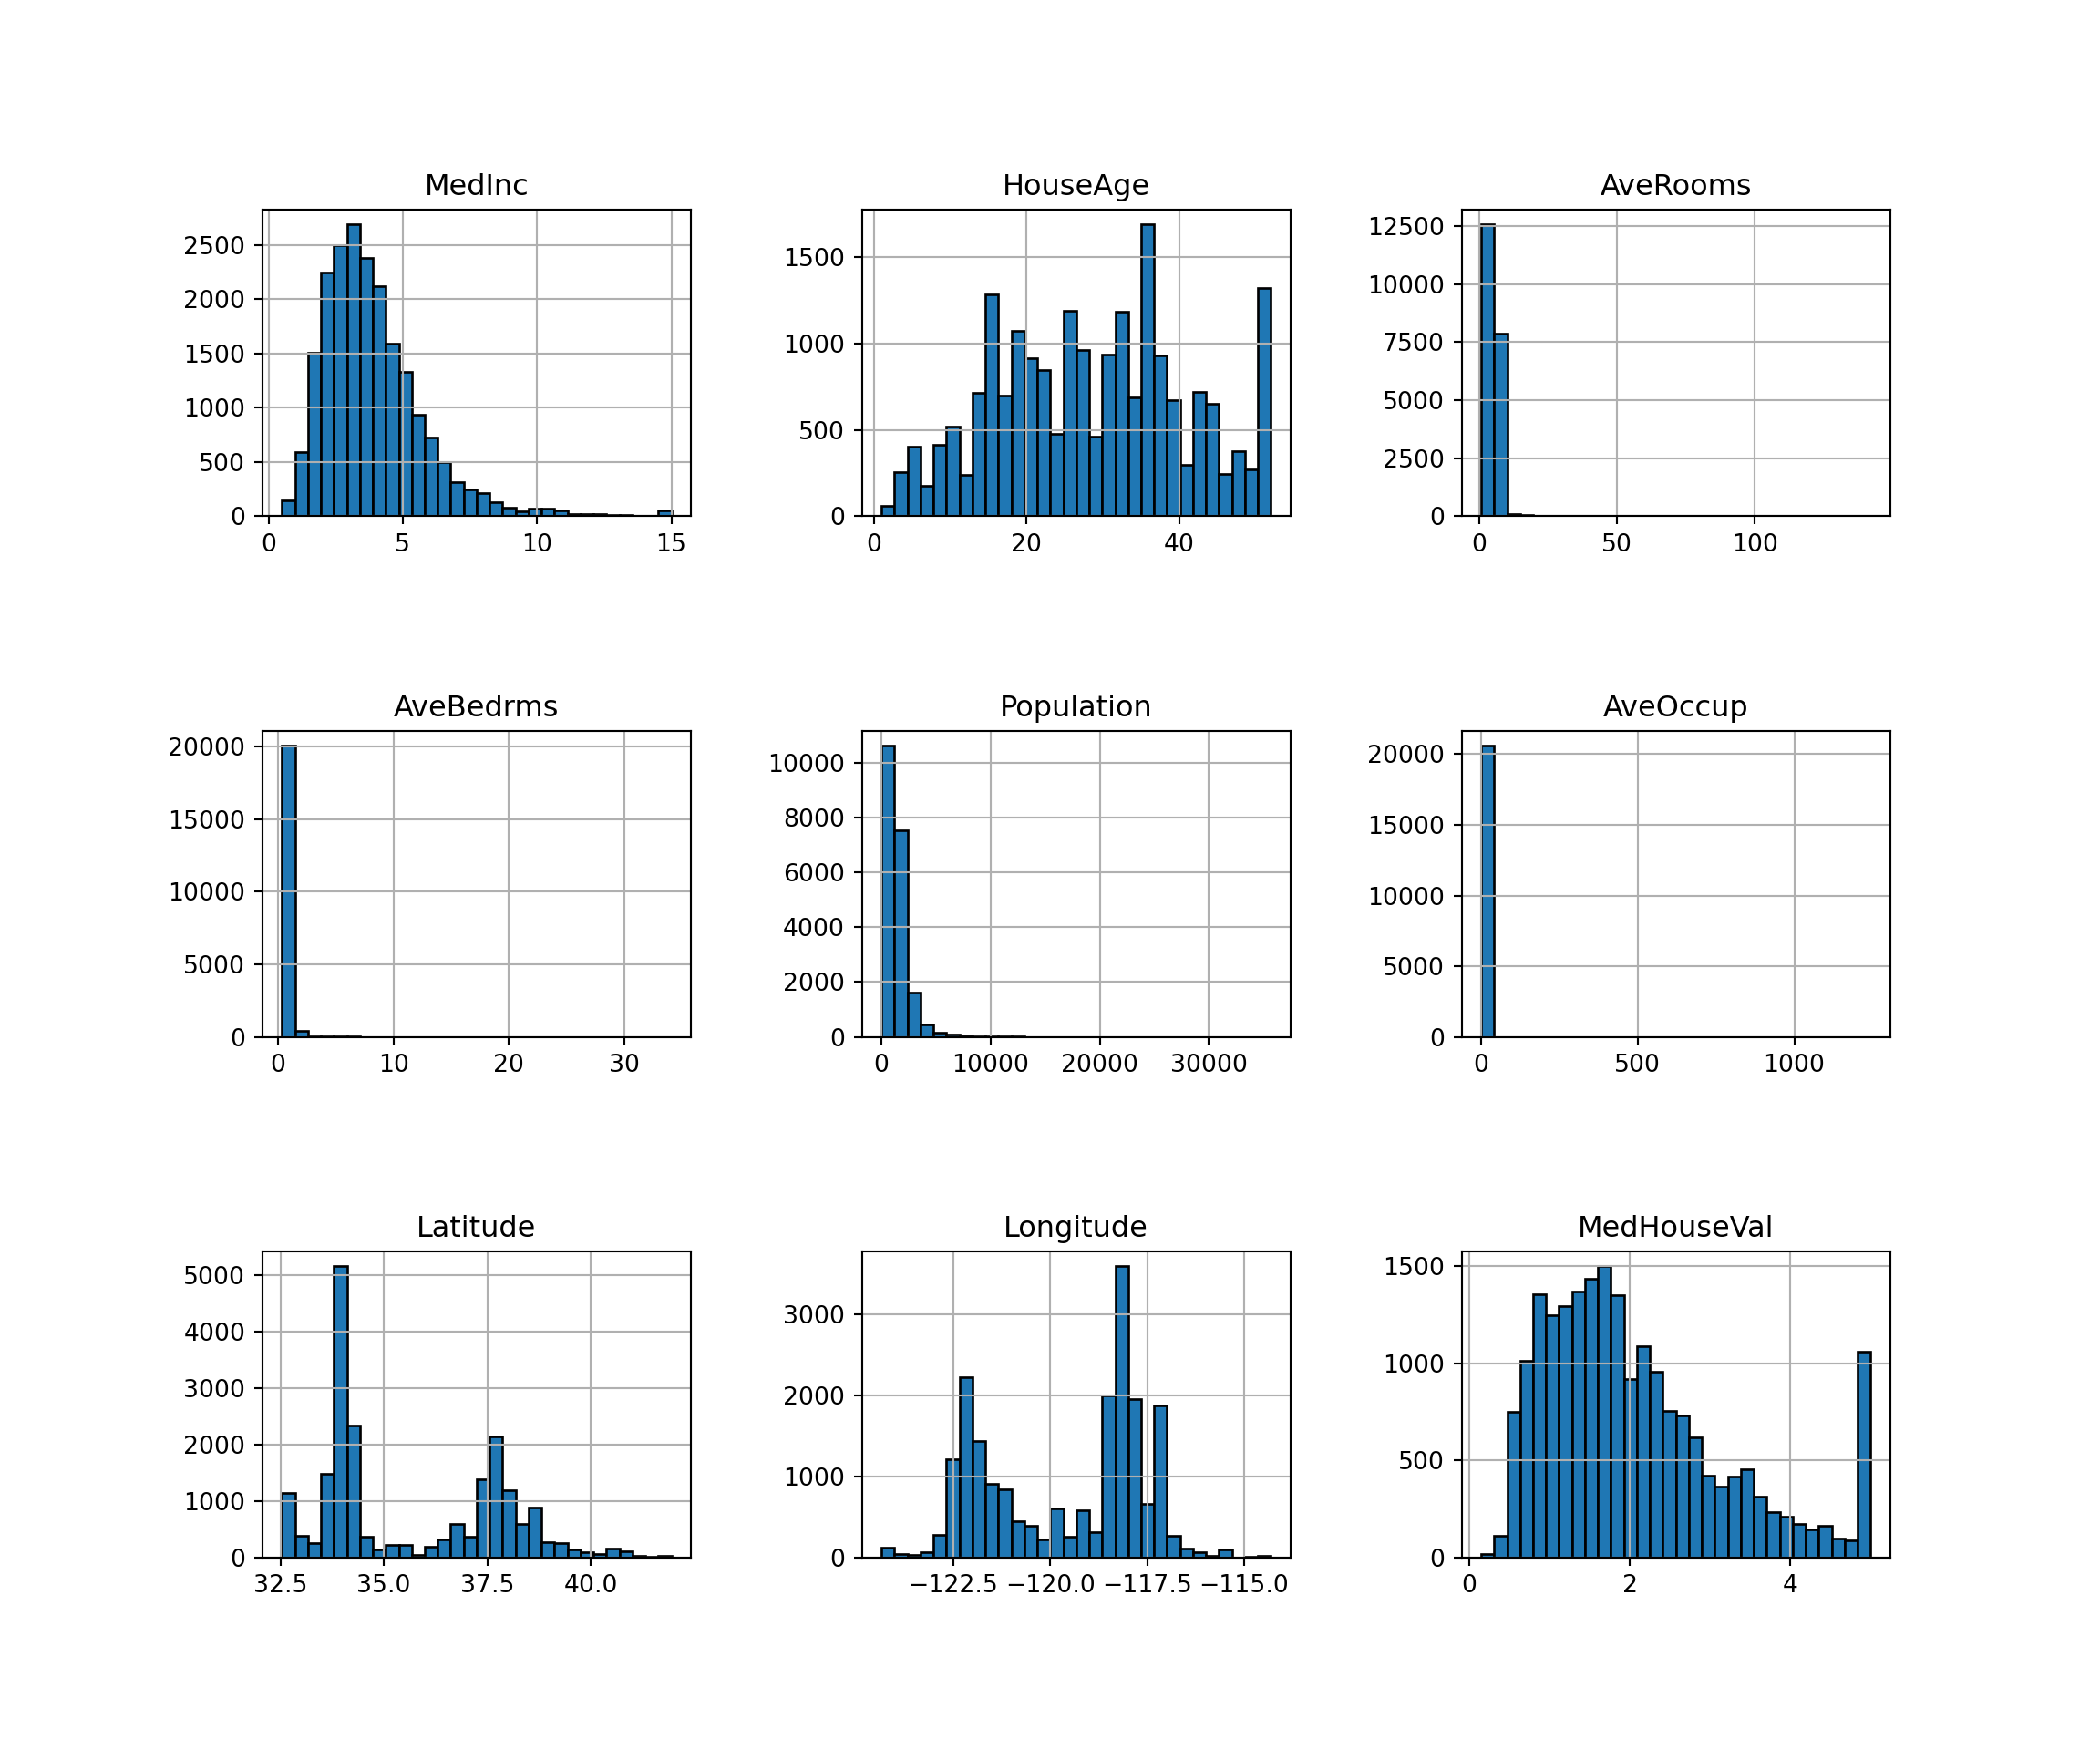 MedInc
HouseAge
AveRooms
2500
2000
1500
1000
500
0
0 5 10 15
1500
1000
500
0
0 20 40
12500
10000
7500
5000
2500
0
0 50 100
AveBedrms
Population
AveOccup
20000
15000
10000
5000
0
0 10 20 30
10000
8000
6000
4000
2000
0
0 10000 20000 30000
20000
15000
10000
5000
0
0 500 1000
Latitude
Longitude
MedHouseVal
5000
4000
3000
2000
1000
0
32.5 35.0 37.5 40.0
3000
2000
1000
0
−122.5 −120.0 −117.5 −115.0
1500
1000
500
0
0 2 4